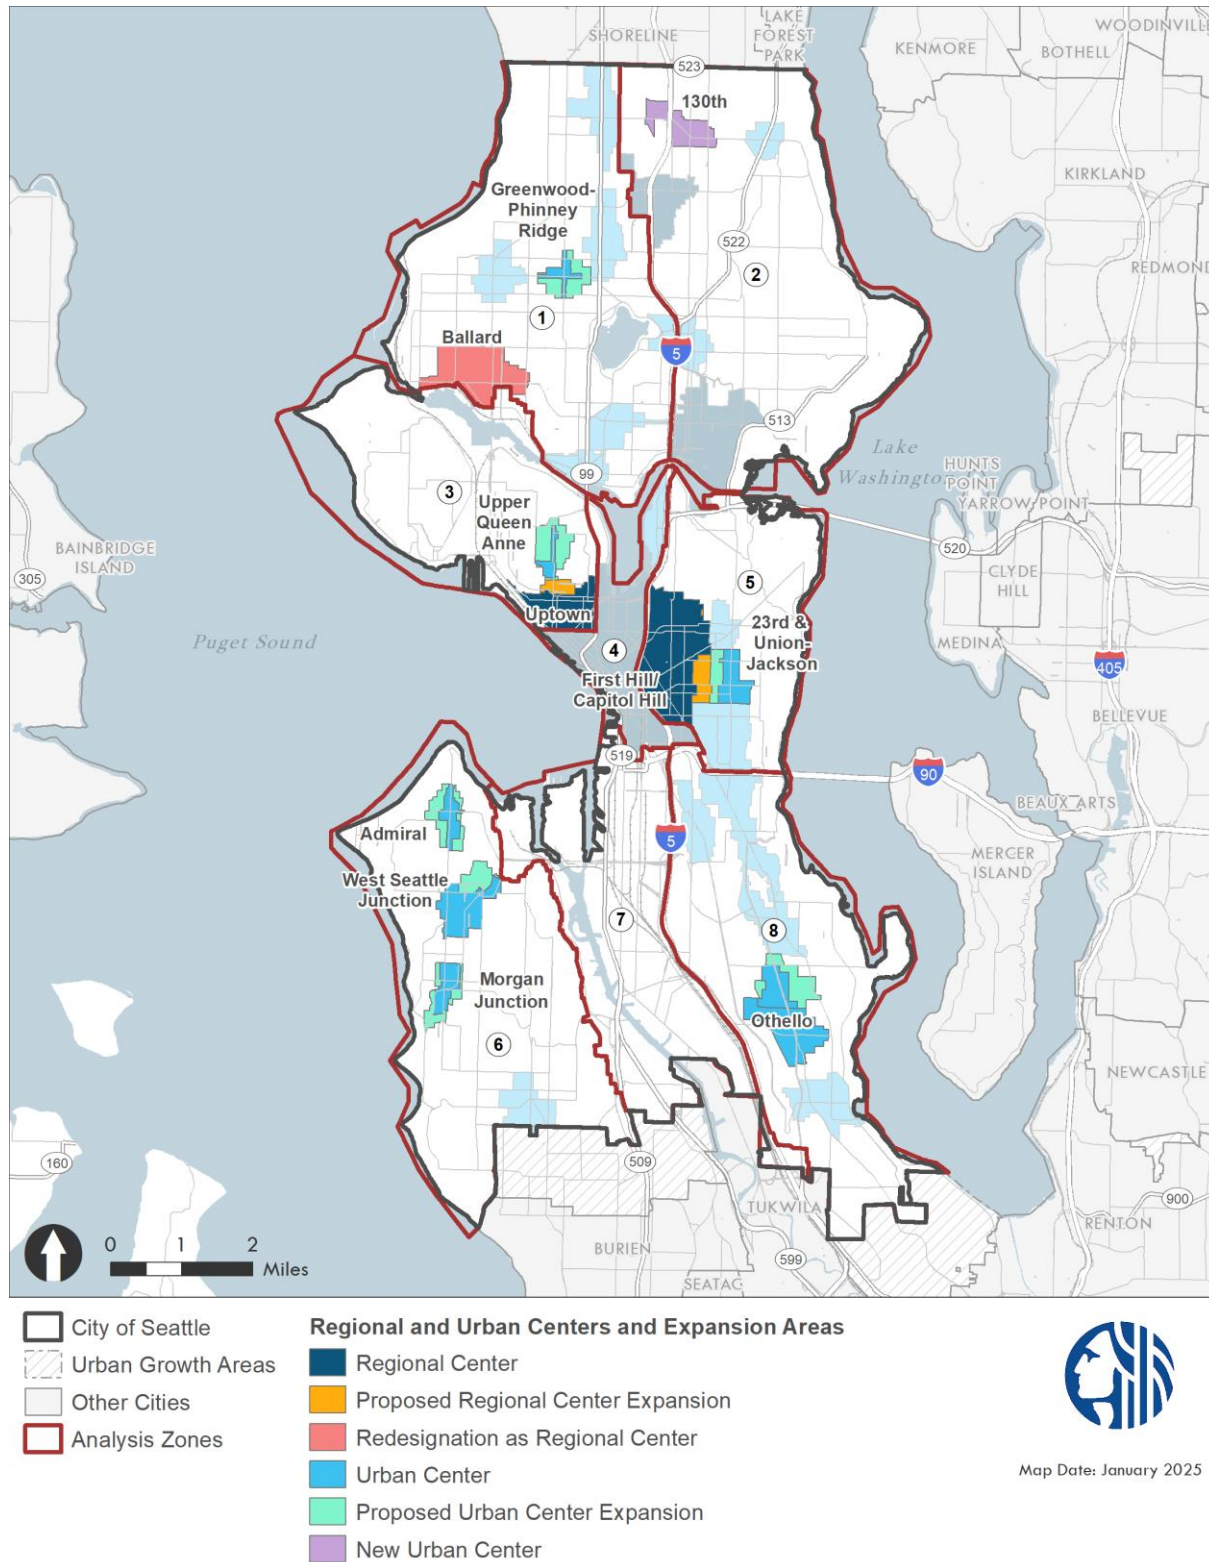 SHORELINE
LAKE
FOREST
PARK
WOODINVILLE
KENMORE
BOTHELL
523
130th
KIRKLAND
Greenwood-
Phinney
Ridge
522
2
REDMOND
1
Ballard
5
513
Lake
Washington
HUNTS
POINT
YARROW POINT
99
3
Upper
Queen
Anne
520
BAINBRIDGE
ISLAND
305
CLYDE
HILL
5
Uptown
23rd &
Union-
Jackson
Puget Sound
MEDINA
4
405
First Hill/
Capitol Hill
BELLEVUE
519
90
BEAUX ARTS
Admiral
5
MERCER
ISLAND
West Seattle
Junction
7
8
Morgan
Junction
Othello
6
NEWCASTLE
160
509
900
TUKWILA
RENTON
BURIEN
599
SEATAC
0 1 2
Miles
City of Seattle
Urban Growth Areas
Other Cities
Analysis Zones
Regional and Urban Centers and Expansion Areas
Regional Center
Proposed Regional Center Expansion
Redesignation as Regional Center
Urban Center
Proposed Urban Center Expansion
New Urban Center
Map Date: January 2025